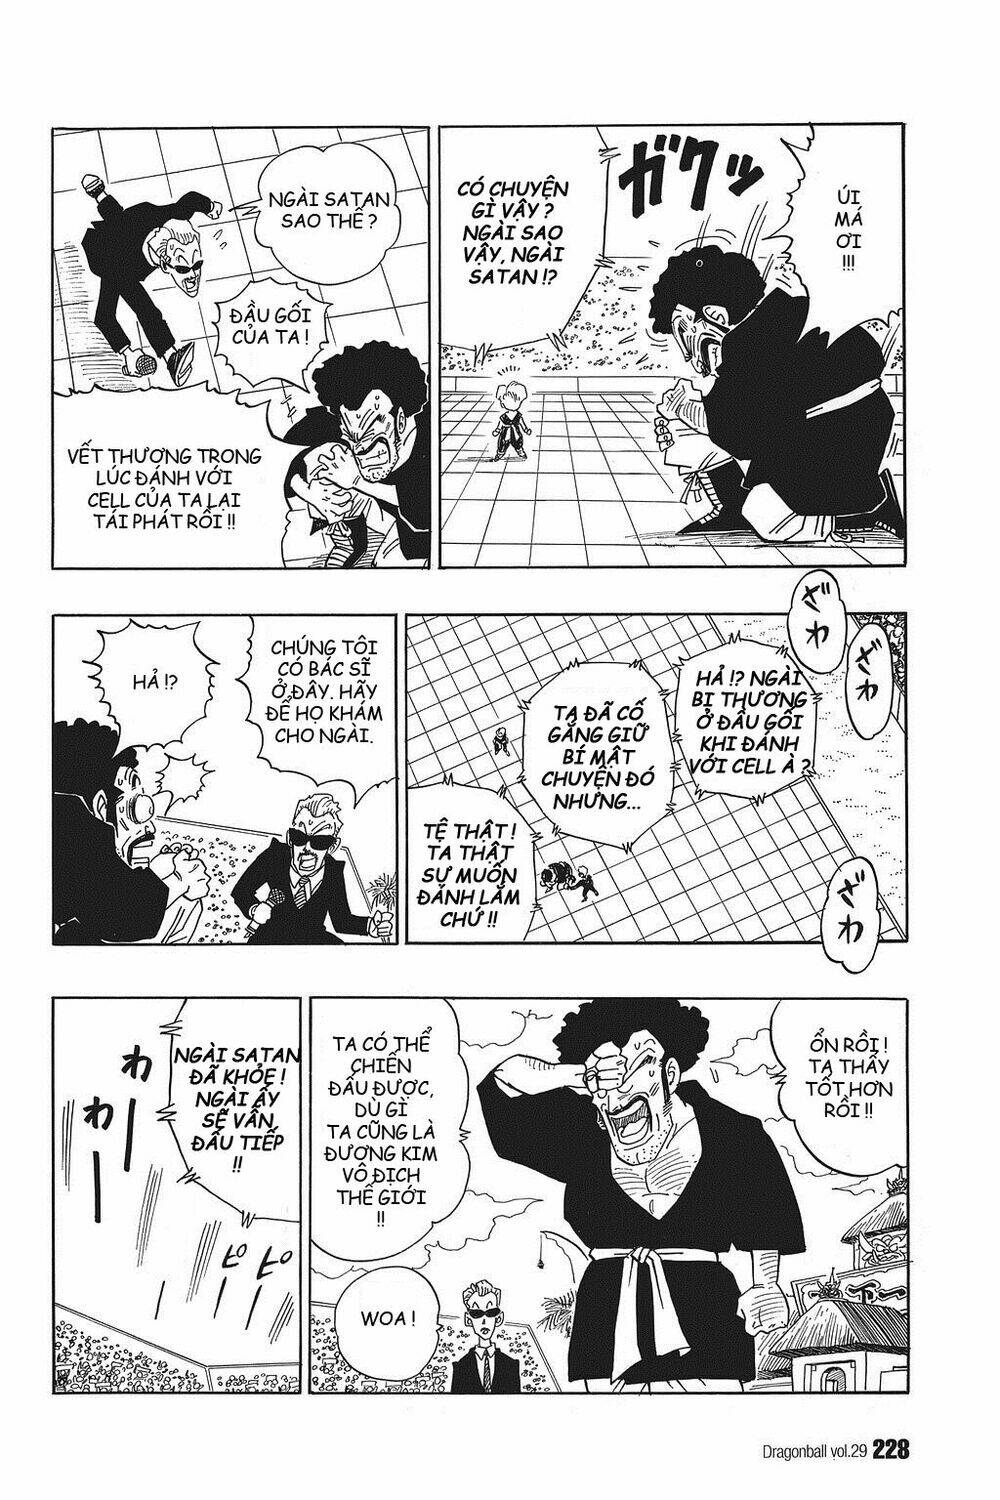 ガクッ
ÚI
MÁ
ƠI
!!!
CÓ CHUYỆN
GÌ VẬY ?
NGÀI SAO
VẬY, NGÀI
SATAN !?
NGÀI SATAN
SAO THẾ ?
ĐẦU GỐI
CỦA TA !
VẾT THƯƠNG TRONG
LÚC ĐÁNH VỚI
CELL CỦA TA LẠI
TÁI PHÁT RỒI !!
ざわ
ざわ
HẢ !? NGÀI
BỊ THƯƠNG
Ở ĐẦU GỐI
KHI ĐÁNH
VỚI CELL À ?
TA ĐÃ CỐ
GẮNG GIỮ
BÍ MẬT
CHUYỆN ĐÓ
NHƯNG...
TỆ THẬT !
TA THẬT
SỰ MUỐN
ĐÁNH LẮM
CHỨ !!
ざわ
CHÚNG TÔI
CÓ BÁC SĨ
Ở ĐÂY. HÃY
ĐỂ HỌ KHÁM
CHO NGÀI.
HẢ !?
ỔN RỒI !
TA THẤY
TỐT HƠN
RỒI !!
TA CÓ THỂ
CHIẾN
ĐẤU ĐƯỢC,
DÙ GÌ
TA CŨNG LÀ
ĐƯƠNG KIM
VÔ ĐỊCH
THẾ GIỚI
!!
WOA !
NGÀI SATAN
ĐÃ KHỎE !
NGÀI ẤY
SẼ VẪN
ĐẤU TIẾP
!!
わーわー
ピーピーピー
Dragonball vol.29 228